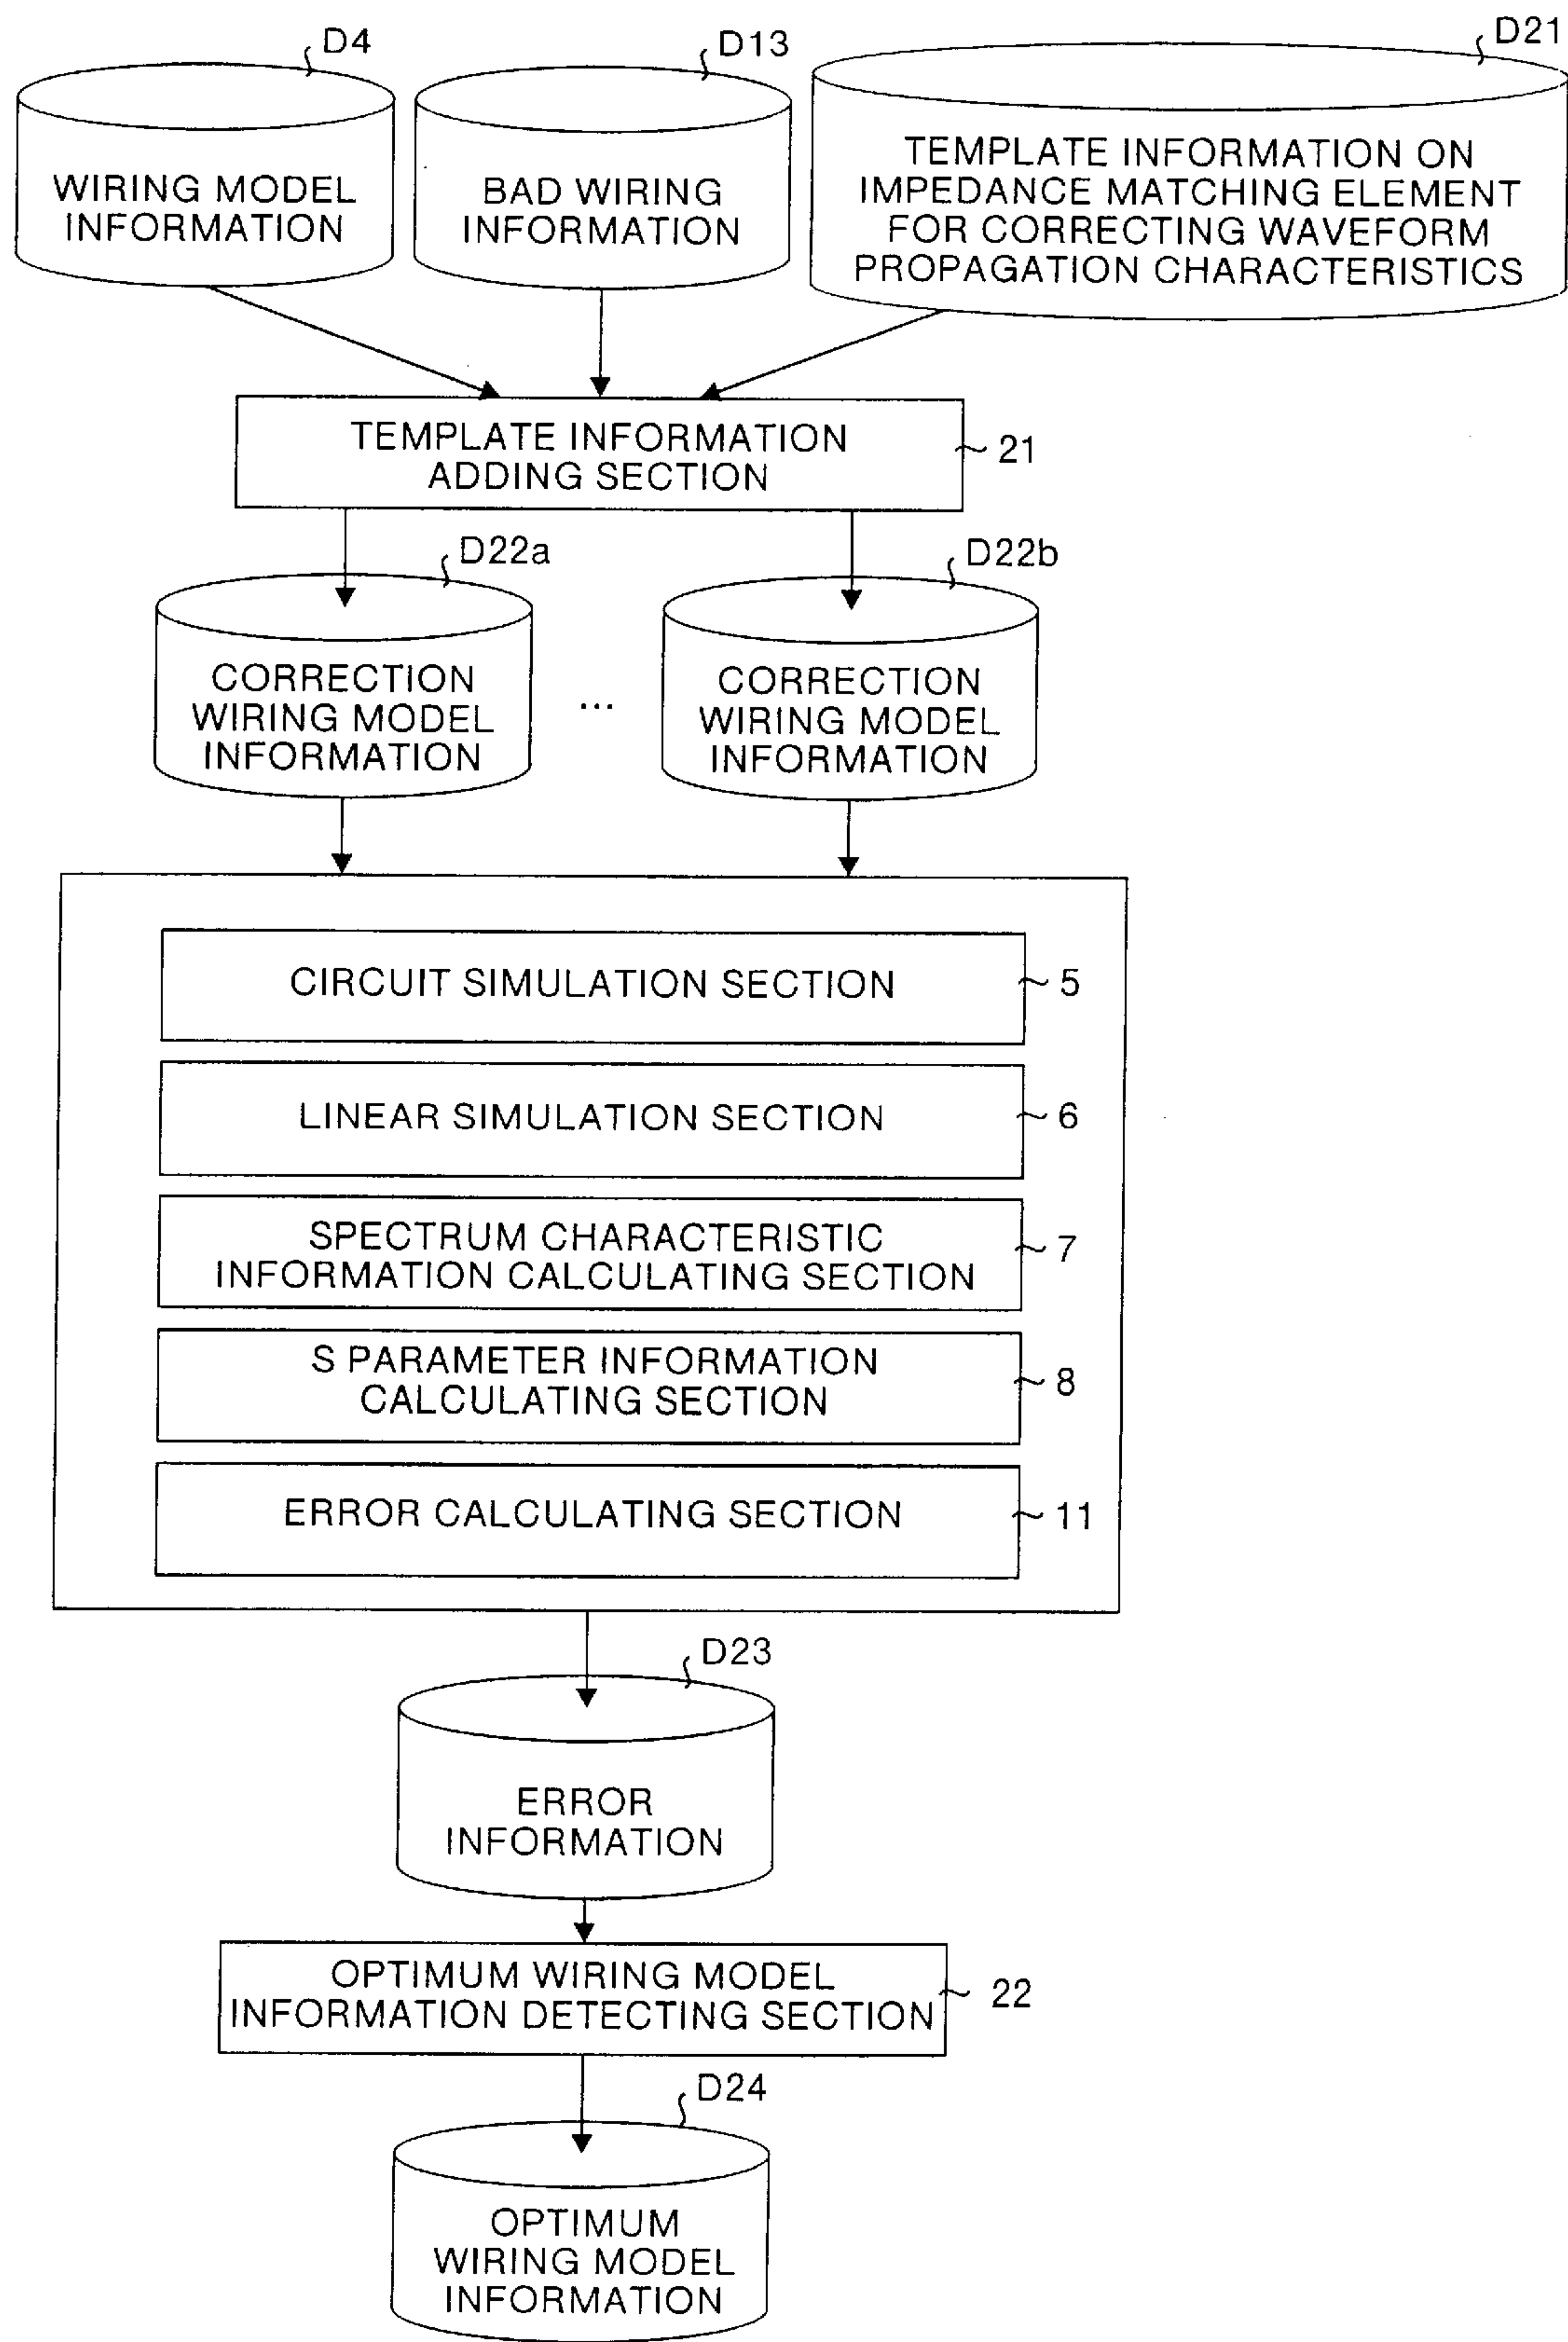 D4
D13
D21
WIRING MODEL
INFORMATION
BAD WIRING
INFORMATION
TEMPLATE INFORMATION ON
IMPEDANCE MATCHING ELEMENT
FOR CORRECTING WAVEFORM
PROPAGATION CHARACTERISTICS
TEMPLATE INFORMATION
ADDING SECTION
21
D22a
D22b
CORRECTION
WIRING MODEL
INFORMATION
...
CORRECTION
WIRING MODEL
INFORMATION
CIRCUIT SIMULATION SECTION
5
LINEAR SIMULATION SECTION
6
SPECTRUM CHARACTERISTIC
INFORMATION CALCULATING SECTION
7
S PARAMETER INFORMATION
CALCULATING SECTION
8
ERROR CALCULATING SECTION
11
D23
ERROR
INFORMATION
OPTIMUM WIRING MODEL
INFORMATION DETECTING SECTION
22
D24
OPTIMUM
WIRING MODEL
INFORMATION